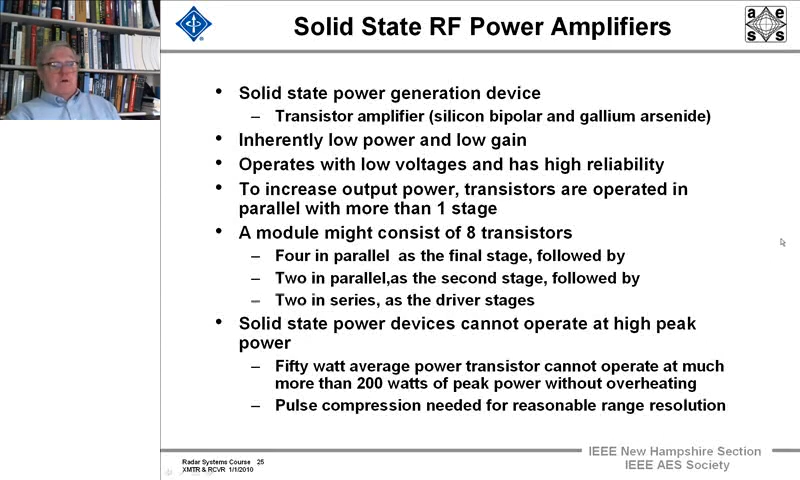 Solid State RF Power Amplifiers
a e
s s
• Solid state power generation device
– Transistor amplifier (silicon bipolar and gallium arsenide)
• Inherently low power and low gain
• Operates with low voltages and has high reliability
• To increase output power, transistors are operated in
parallel with more than 1 stage
• A module might consist of 8 transistors
– Four in parallel as the final stage, followed by
– Two in parallel,as the second stage, followed by
– Two in series, as the driver stages
• Solid state power devices cannot operate at high peak
power
– Fifty watt average power transistor cannot operate at much
more than 200 watts of peak power without overheating
– Pulse compression needed for reasonable range resolution
Radar Systems Course 25
XMTR & RCVR 1/1/2010
IEEE New Hampshire Section
IEEE AES Society